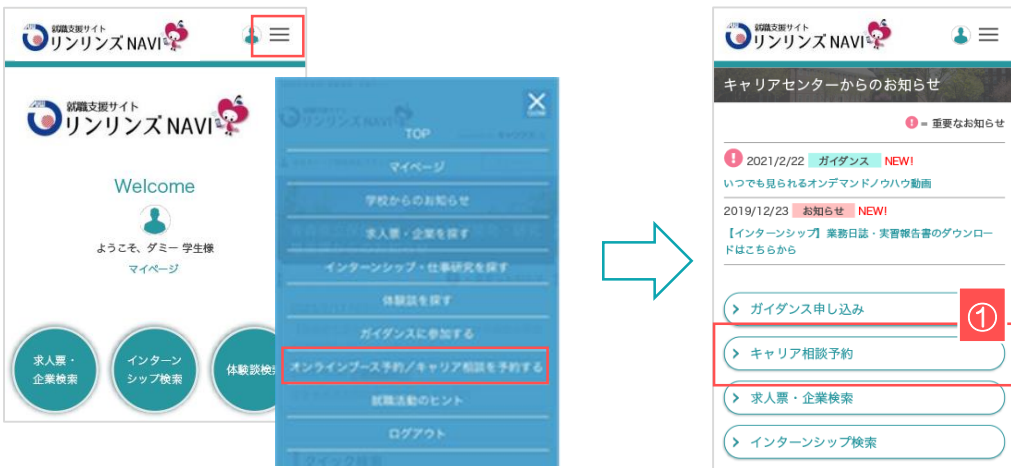 就職支援サイト
リンリンズ NAVI
就職支援サイト
リンリンズ NAVI
Welcome
ようこそ、ダミー 学生様
マイページ
求人票・
企業検索
インターン
シップ検索
体験談検
TOP
マイページ
学校からのお知らせ
求人票・企業を探す
インターンシップ・仕事研究を探す
体験談を探す
ガイダンスに参加する
オンラインブース予約／キャリア相談を予約する
就職活動のヒント
ログアウト
クイック検索
就職支援サイト
リンリンズ NAVI
キャリアセンターからのお知らせ
! = 重要なお知らせ
! 2021/2/22 ガイダンス NEW!
いつでも見られるオンデマンドノウハウ動画
2019/12/23 お知らせ NEW!
【インターンシップ】業務日誌・実習報告書のダウンロー
ドはこちらから
> ガイダンス申し込み
①
> キャリア相談予約
> 求人票・企業検索
> インターンシップ検索